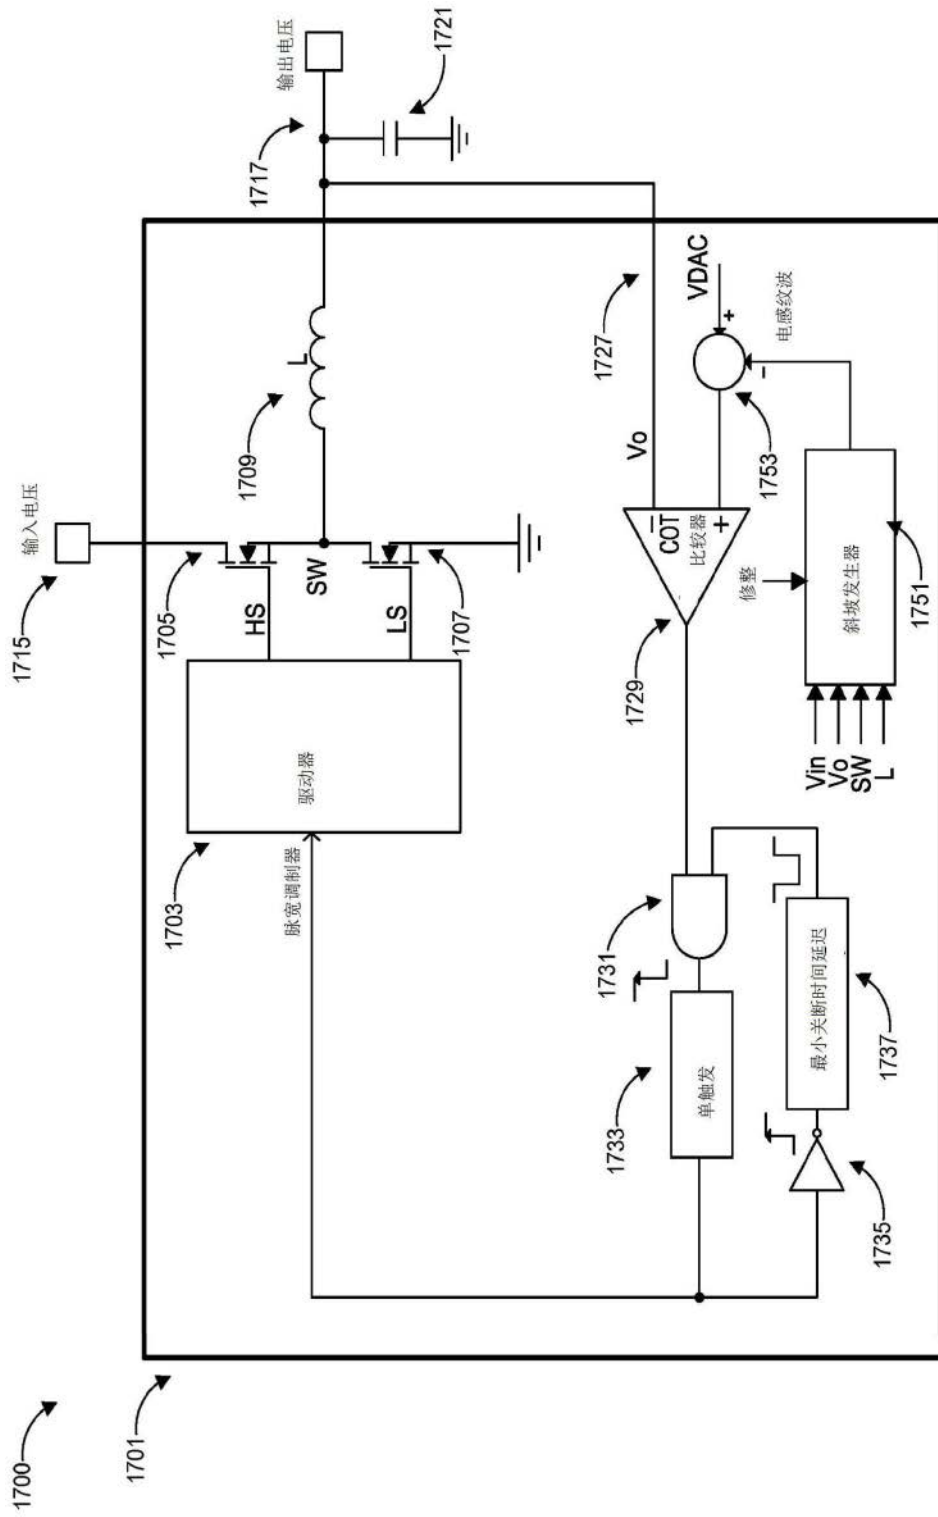 1700
1701
1715
输入电压
1717
输出电压
1721
1703
驱动器
脉宽调制器
1705
HS
SW
LS
1707
1709
L
1727
Vo
VDAC
+
−
电感纹波
1753
−
COT
比较器
+
1729
修整
斜坡发生器
1751
Vin
Vo
SW
L
1731
1733
单触发
最小关断时间延迟
1737
1735